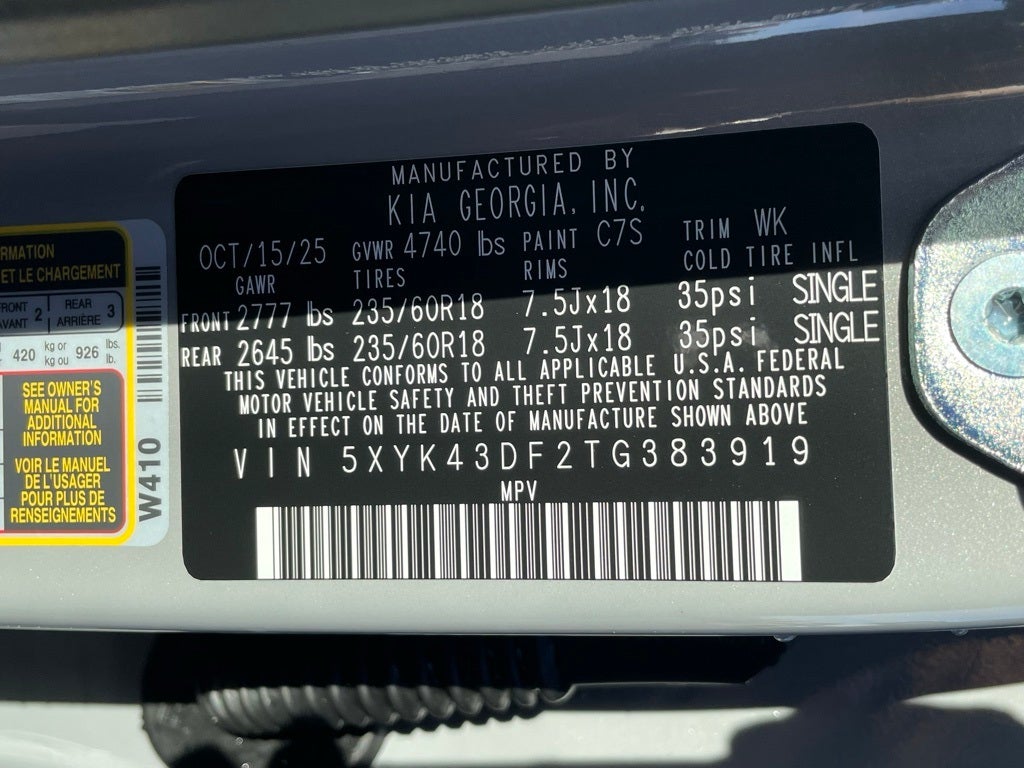 MANUFACTURED BY
KIA GEORGIA, INC.
OCT/15/25 GVWR 4740 lbs PAINT C7S TRIM WK
GAWR TIRES RIMS COLD TIRE INFL
FRONT 2777 lbs 235/60R18 7.5Jx18 35psi SINGLE
REAR 2645 lbs 235/60R18 7.5Jx18 35psi SINGLE
THIS VEHICLE CONFORMS TO ALL APPLICABLE U.S.A. FEDERAL
MOTOR VEHICLE SAFETY AND THEFT PREVENTION STANDARDS
IN EFFECT ON THE DATE OF MANUFACTURE SHOWN ABOVE
VIN 5XYK43DF2TG383919
MPV
ET LE CHARGEMENT
2 REAR 3
ARRIÈRE
420 kg or 926 lbs.
kg ou lb.
SEE OWNER'S
MANUAL FOR
ADDITIONAL
INFORMATION
VOIR LE MANUEL
DE L'USAGER
POUR PLUS DE
RENSEIGNEMENTS
W410